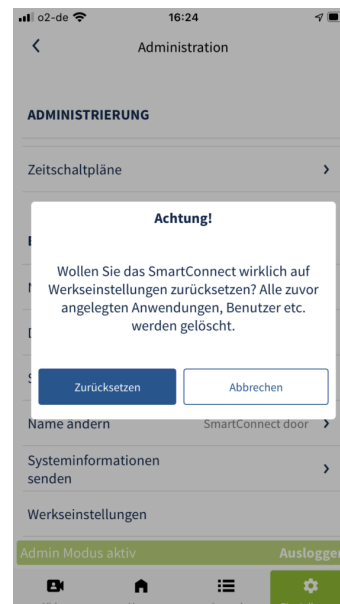 o2-de 16:24
Administration
ADMINISTRIERUNG
Zeitschaltpläne
Achtung!
Wollen Sie das SmartConnect wirklich auf
Werkseinstellungen zurücksetzen? Alle zuvor
angelegten Anwendungen, Benutzer etc.
werden gelöscht.
Zurücksetzen Abbrechen
Name ändern SmartConnect door
Systeminformationen
senden
Werkseinstellungen
Admin Modus aktiv Auslogger